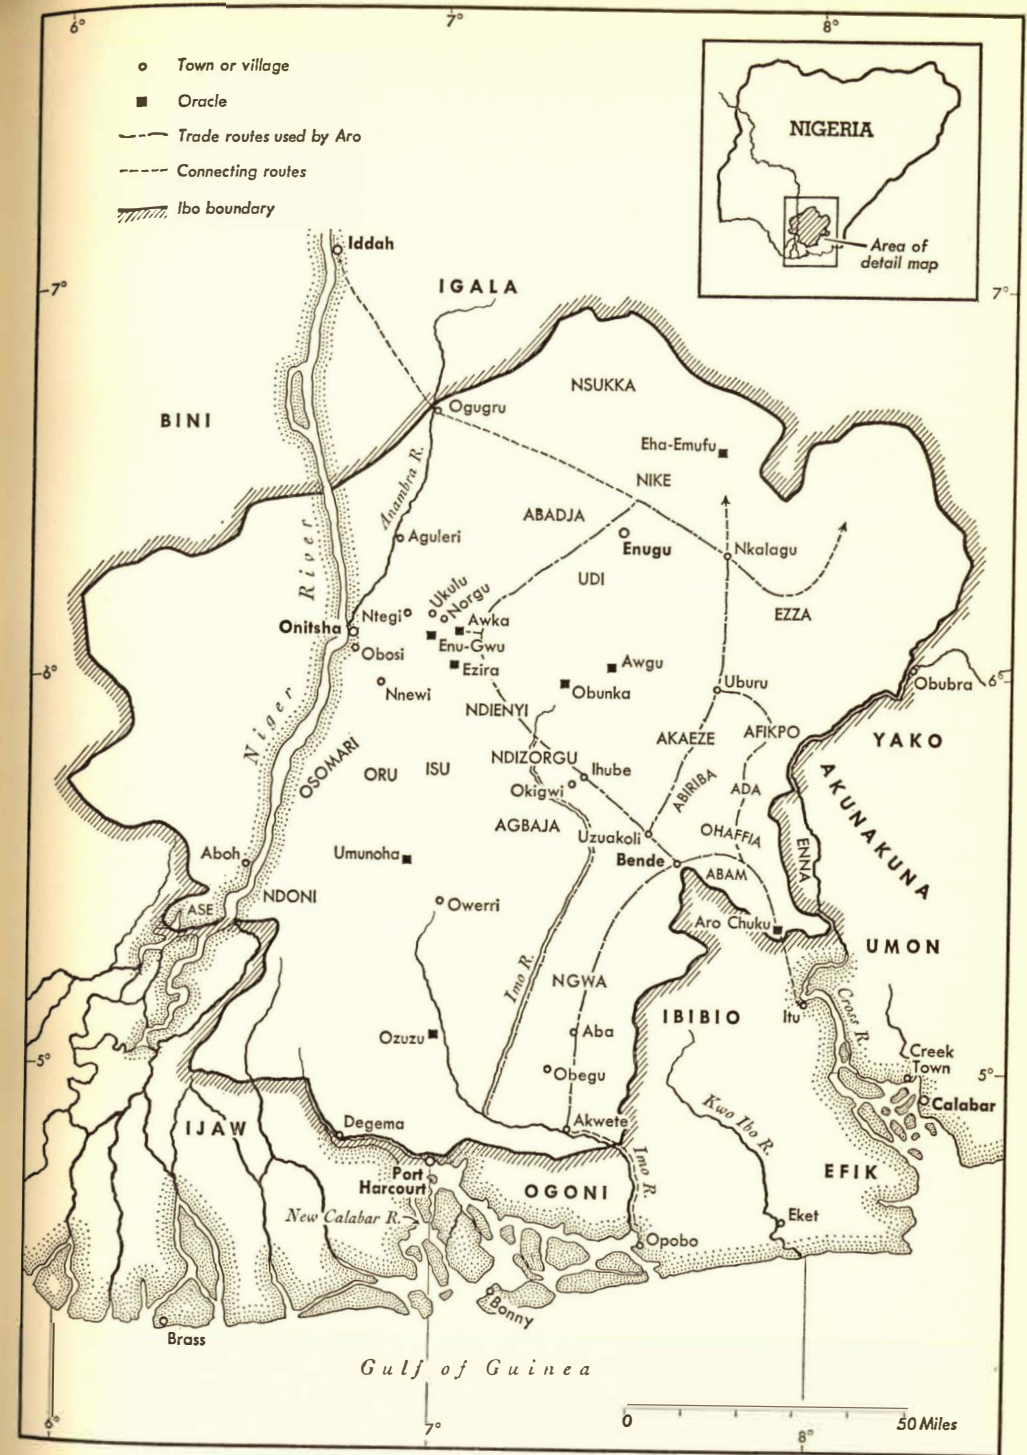 6° 7° 8°
Town or village
Oracle
Trade routes used by Aro
Connecting routes
Ibo boundary
NIGERIA
Area of
detail map
Iddah
IGALA
7° 7°
NSUKKA
BINI
Ogugru
Eha-Emufu
NIKE
Anambra R.
ABADJA
Aguleri
Enugu
Nkalagu
UDI
Niger River
Ukulu
Norgu
Ntegi
Awka
EZZA
Onitsha
Enu-Gwu
Obosi
Ezira
Awgu
6° 6°
Nnewi
Obunka
Uburu
Obubra
NDIENYI
OSOMARI
AKAEZE
AFIKPO
YAKO
NDIZORGU
ORU
ISU
Ihube
Okigwi
ABIRIBA
ADA
AKUNAKUNA
AGBAJA
Uzuakoli
OHAFFIA
ENNA
Aboh
Umunoha
Bende
ABAM
NDONI
ASE
Owerri
Aro Chuku
UMON
Imo R.
NGWA
IBIBIO
Itu
Cross R.
Ozuzu
Aba
Creek
Town
5° 5°
Obegu
Calabar
Kwo Ibo R.
IJAW
Degema
Akwete
Port
Harcourt
Imo R.
EFIK
OGONI
New Calabar R.
Eket
Opobo
Bonny
Brass
Gulf of Guinea
0 50 Miles
6° 7° 8°